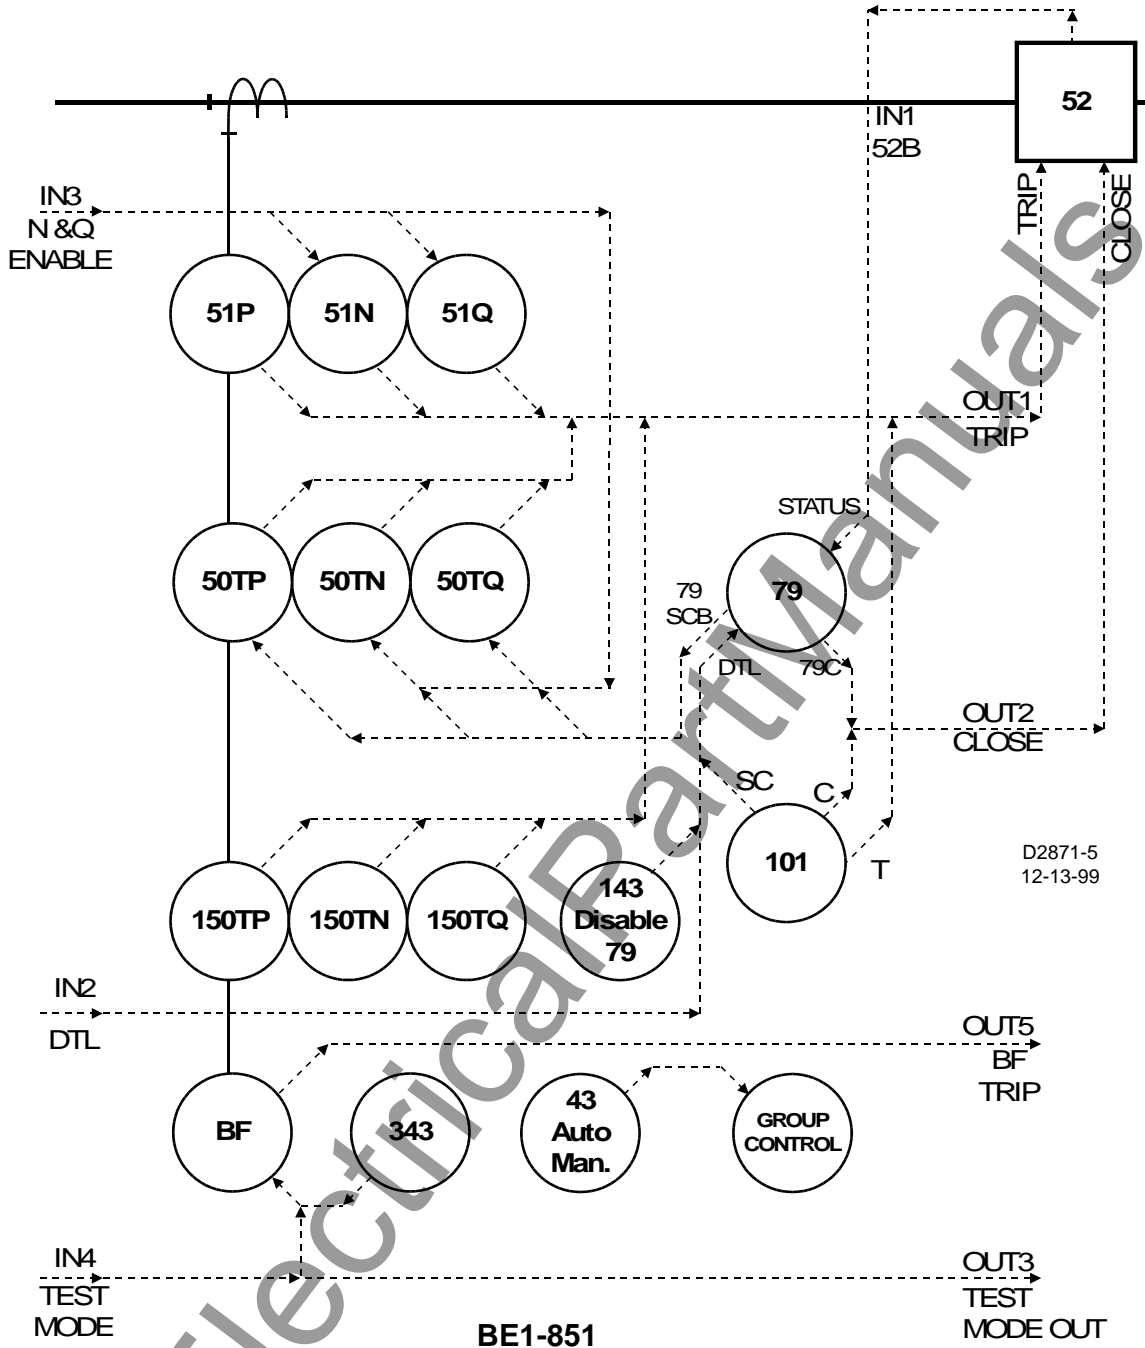 52
IN1
52B
TRIP
CLOSE
IN3
N &Q
ENABLE
51P
51N
51Q
OUT1
TRIP
STATUS
50TP
50TN
50TQ
79
SCB
79
DTL
79C
OUT2
CLOSE
SC
C
101
T
D2871-5
12-13-99
150TP
150TN
150TQ
143
Disable
79
IN2
DTL
OUT5
BF
TRIP
BF
343
43
Auto
Man.
GROUP
CONTROL
IN4
TEST
MODE
OUT3
TEST
MODE OUT
BE1-851
ElectricalPartManuals